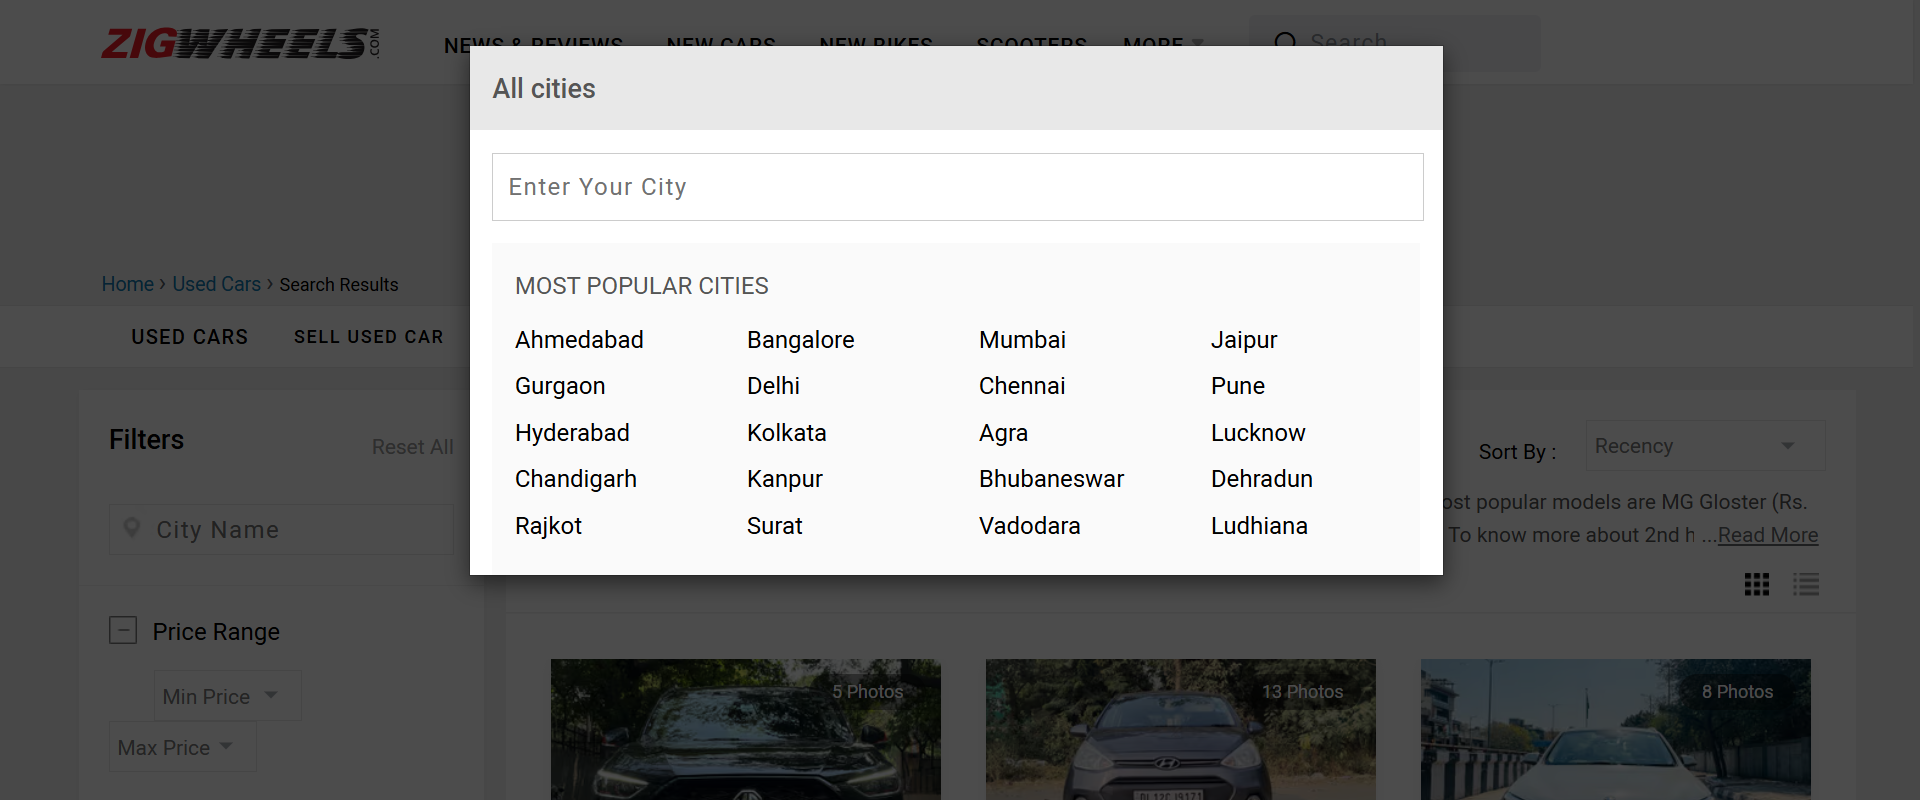 ZIGWHEELS.COM
NEWS & REVIEWS NEW CARS NEW BIKES SCOOTERS MORE Search
All cities
Enter Your City
MOST POPULAR CITIES
Ahmedabad Bangalore Mumbai Jaipur
Gurgaon Delhi Chennai Pune
Hyderabad Kolkata Agra Lucknow
Chandigarh Kanpur Bhubaneswar Dehradun
Rajkot Surat Vadodara Ludhiana
Home › Used Cars › Search Results
USED CARS SELL USED CAR
Filters Reset All
City Name
Price Range
Min Price
Max Price
Sort By : Recency
ost popular models are MG Gloster (Rs.
To know more about 2nd h ...Read More
5 Photos 13 Photos 8 Photos